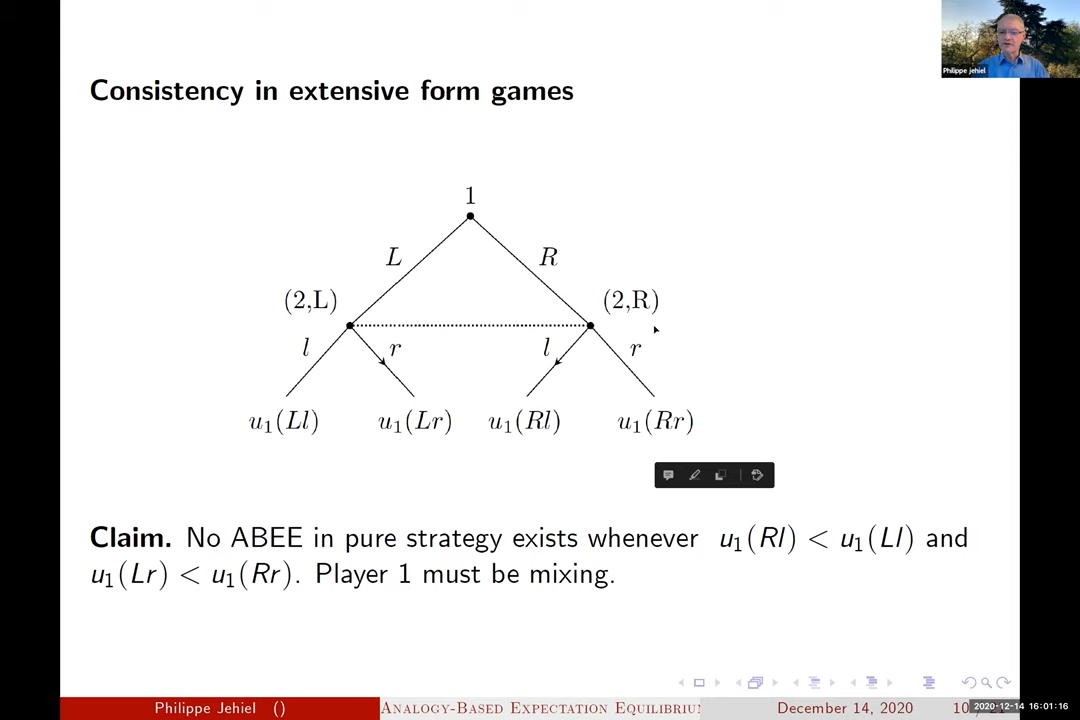 Philippe jehiel
Consistency in extensive form games
1
L R
(2,L) (2,R)
l r l r
u₁(Ll) u₁(Lr) u₁(Rl) u₁(Rr)
Claim. No ABEE in pure strategy exists whenever u₁(Rl) < u₁(Ll) and
u₁(Lr) < u₁(Rr). Player 1 must be mixing.
Philippe Jehiel () Analogy-Based Expectation Equilibriu December 14, 2020 10
2020-12-14 16:01:16